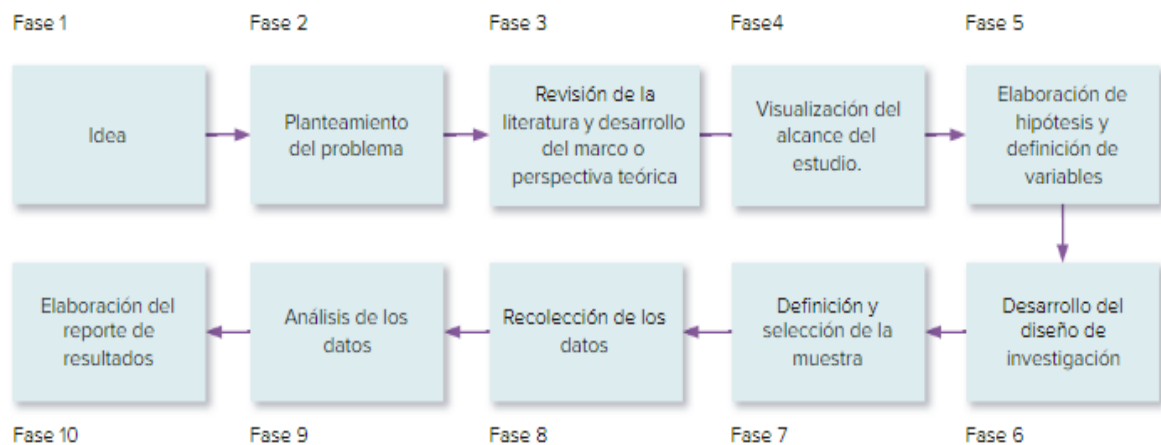 Fase 1
Fase 2
Fase 3
Fase4
Fase 5
Idea
Planteamiento
del problema
Revisión de la
literatura y desarrollo
del marco o
perspectiva teórica
Visualización del
alcance del
estudio.
Elaboración de
hipótesis y
definición de
variables
Desarrollo del
diseño de
investigación
Definición y
selección de la
muestra
Recolección de los
datos
Análisis de los
datos
Elaboración del
reporte de
resultados
Fase 10
Fase 9
Fase 8
Fase 7
Fase 6